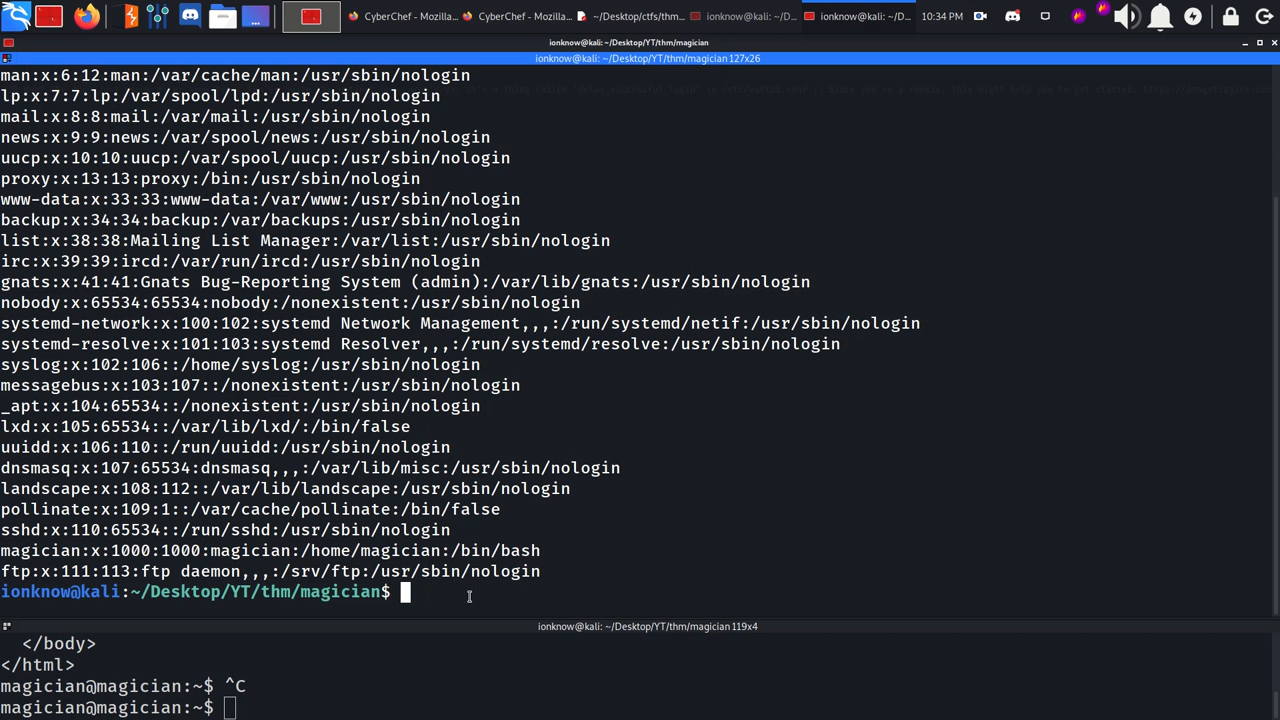 CyberChef - Mozilla...
CyberChef - Mozilla...
~/Desktop/ctfs/thm...
ionknow@kali: ~/D...
ionknow@kali: ~/D...
10:34 PM
ionknow@kali: ~/Desktop/YT/thm/magician
ionknow@kali: ~/Desktop/YT/thm/magician 127x26
man:x:6:12:man:/var/cache/man:/usr/sbin/nologin
lp:x:7:7:lp:/var/spool/lpd:/usr/sbin/nologin
mail:x:8:8:mail:/var/mail:/usr/sbin/nologin
news:x:9:9:news:/var/spool/news:/usr/sbin/nologin
uucp:x:10:10:uucp:/var/spool/uucp:/usr/sbin/nologin
proxy:x:13:13:proxy:/bin:/usr/sbin/nologin
www-data:x:33:33:www-data:/var/www:/usr/sbin/nologin
backup:x:34:34:backup:/var/backups:/usr/sbin/nologin
list:x:38:38:Mailing List Manager:/var/list:/usr/sbin/nologin
irc:x:39:39:ircd:/var/run/ircd:/usr/sbin/nologin
gnats:x:41:41:Gnats Bug-Reporting System (admin):/var/lib/gnats:/usr/sbin/nologin
nobody:x:65534:65534:nobody:/nonexistent:/usr/sbin/nologin
systemd-network:x:100:102:systemd Network Management,,,:/run/systemd/netif:/usr/sbin/nologin
systemd-resolve:x:101:103:systemd Resolver,,,:/run/systemd/resolve:/usr/sbin/nologin
syslog:x:102:106::/home/syslog:/usr/sbin/nologin
messagebus:x:103:107::/nonexistent:/usr/sbin/nologin
_apt:x:104:65534::/nonexistent:/usr/sbin/nologin
lxd:x:105:65534::/var/lib/lxd/:/bin/false
uuidd:x:106:110::/run/uuidd:/usr/sbin/nologin
dnsmasq:x:107:65534:dnsmasq,,,:/var/lib/misc:/usr/sbin/nologin
landscape:x:108:112::/var/lib/landscape:/usr/sbin/nologin
pollinate:x:109:1::/var/cache/pollinate:/bin/false
sshd:x:110:65534::/run/sshd:/usr/sbin/nologin
magician:x:1000:1000:magician:/home/magician:/bin/bash
ftp:x:111:113:ftp daemon,,,:/srv/ftp:/usr/sbin/nologin
ionknow@kali:~/Desktop/YT/thm/magician$
ionknow@kali: ~/Desktop/YT/thm/magician 119x4
</body>
</html>
magician@magician:~$ ^C
magician@magician:~$